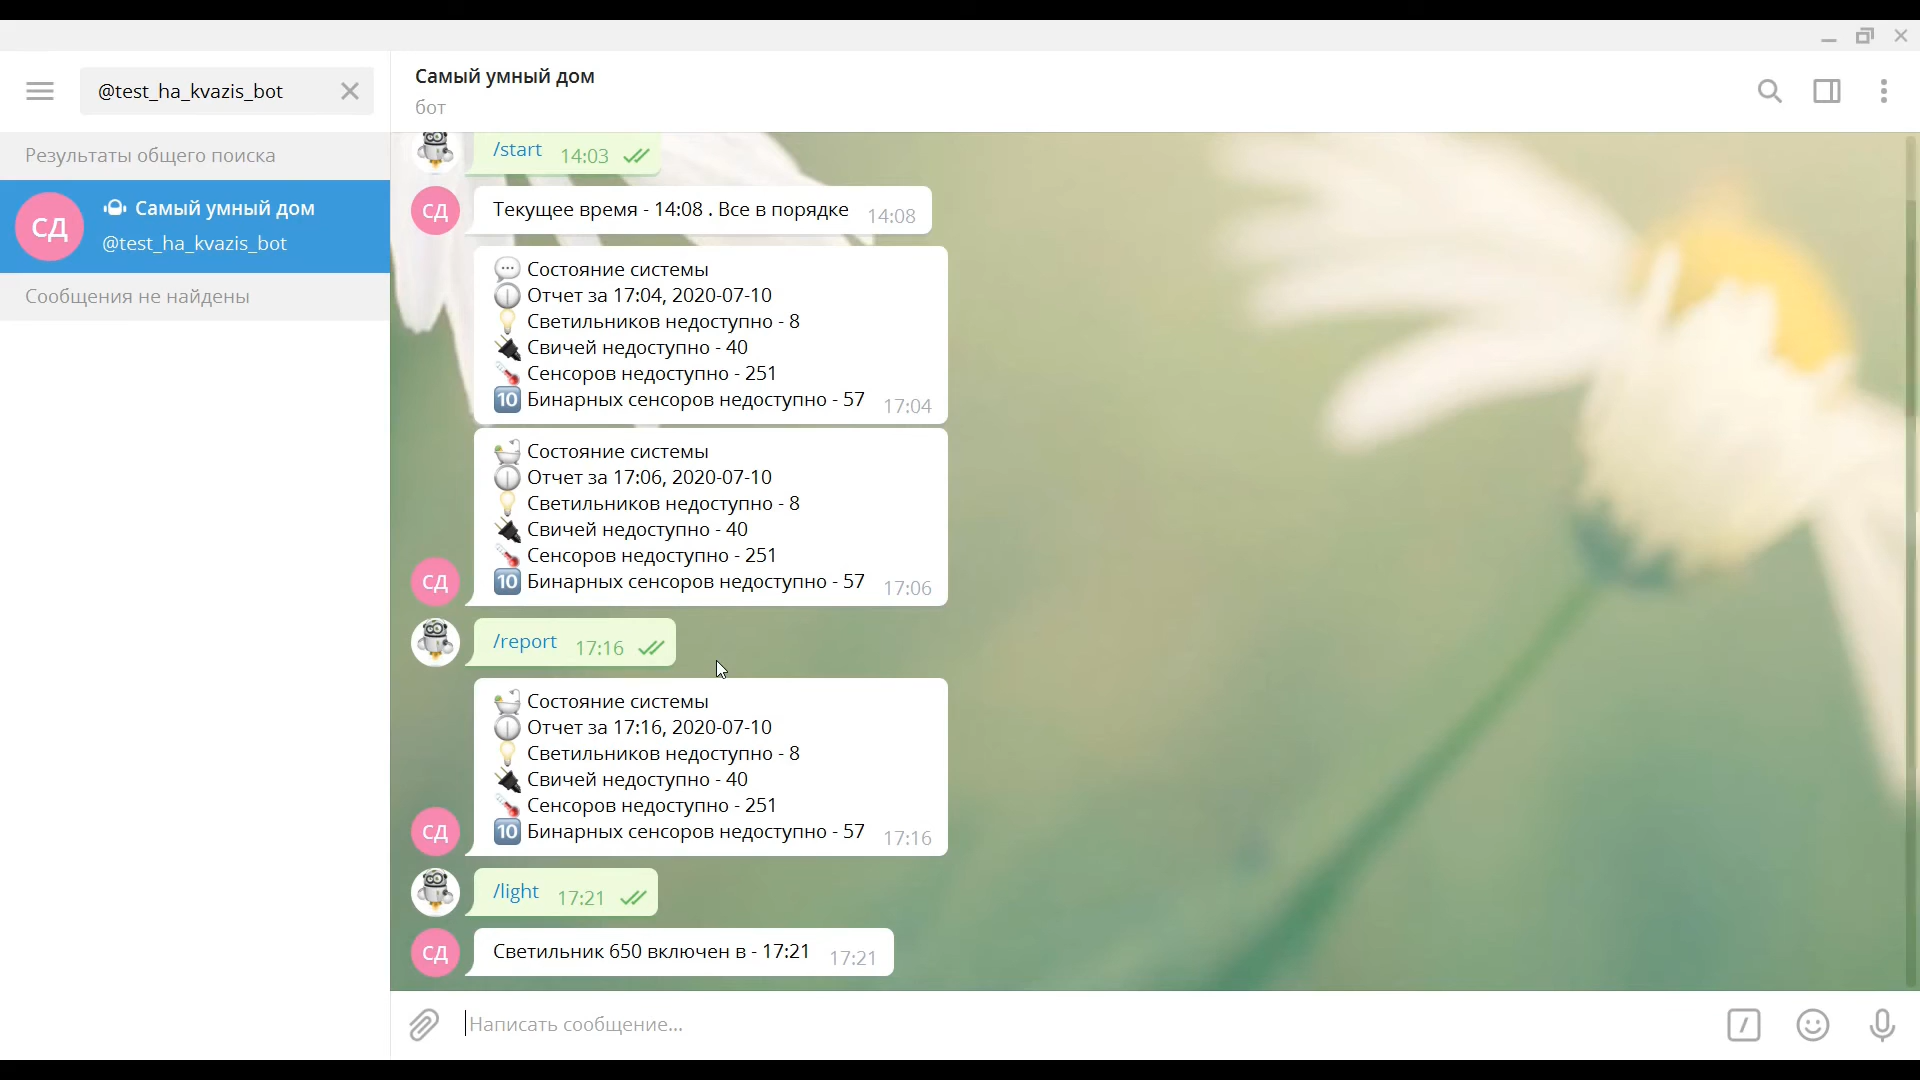 @test_ha_kvazis_bot
Результаты общего поиска
СД
Самый умный дом
@test_ha_kvazis_bot
Сообщения не найдены
Самый умный дом
бот
/start 14:03
СД
Текущее время - 14:08 . Все в порядке 14:08
Состояние системы
Отчет за 17:04, 2020-07-10
Светильников недоступно - 8
Свичей недоступно - 40
Сенсоров недоступно - 251
10 Бинарных сенсоров недоступно - 57 17:04
Состояние системы
Отчет за 17:06, 2020-07-10
Светильников недоступно - 8
Свичей недоступно - 40
Сенсоров недоступно - 251
СД
10 Бинарных сенсоров недоступно - 57 17:06
/report 17:16
Состояние системы
Отчет за 17:16, 2020-07-10
Светильников недоступно - 8
Свичей недоступно - 40
Сенсоров недоступно - 251
СД
10 Бинарных сенсоров недоступно - 57 17:16
/light 17:21
СД
Светильник 650 включен в - 17:21 17:21
Написать сообщение...